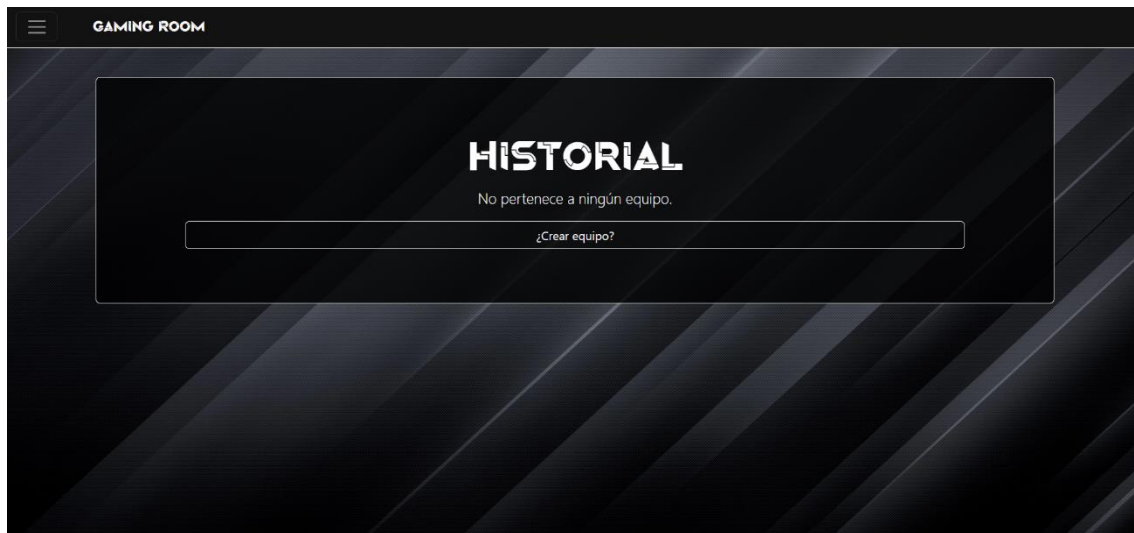 GAMING ROOM
HISTORIAL
No pertenece a ningún equipo.
¿Crear equipo?